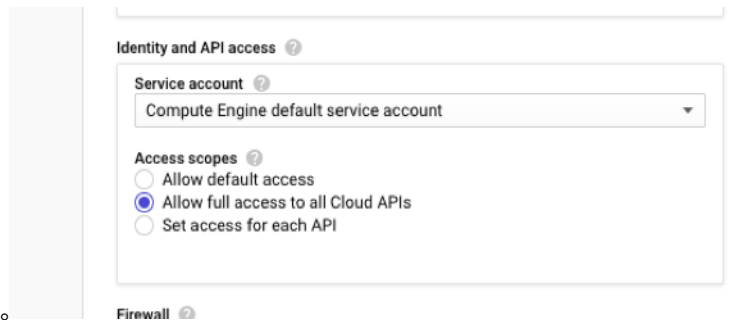 Identity and API access
Service account
Compute Engine default service account
Access scopes
Allow default access
Allow full access to all Cloud APIs
Set access for each API
Firewall